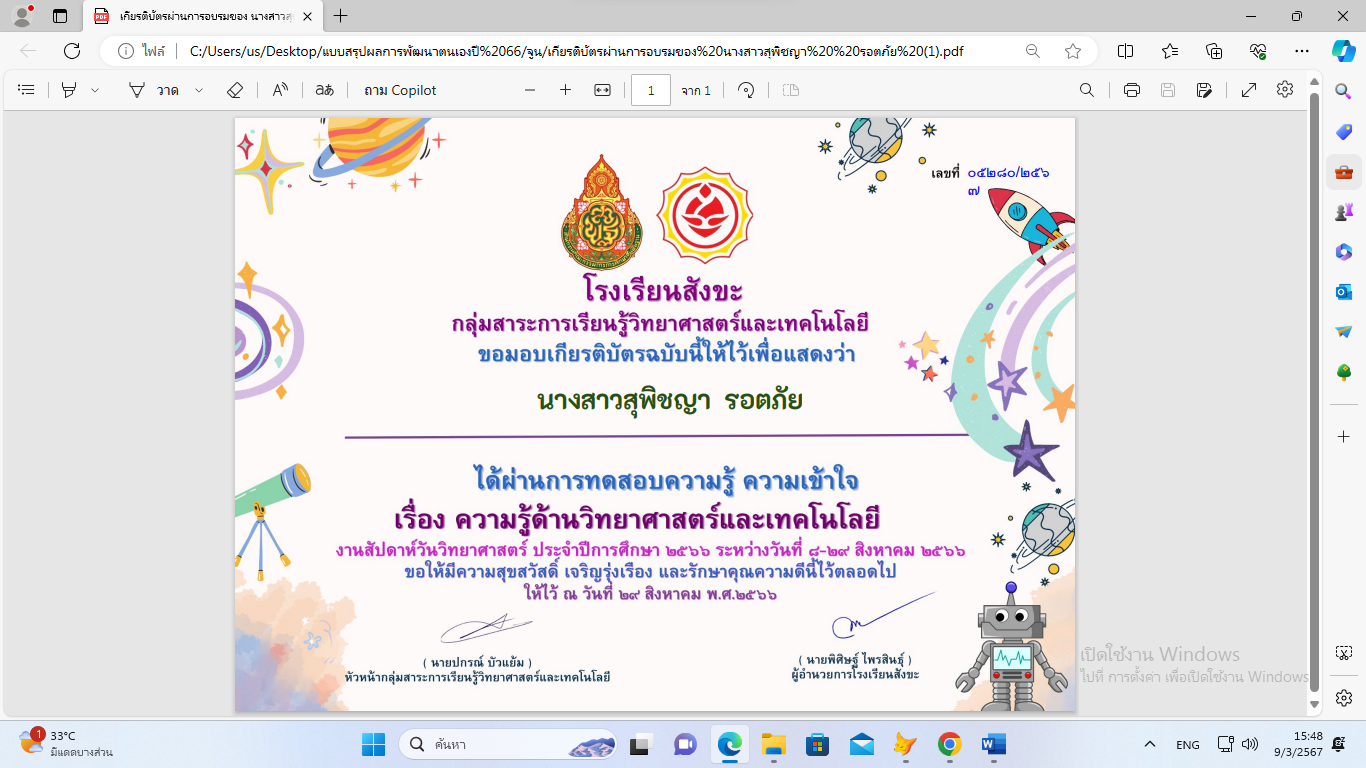 เกียรติบัตรผ่านการอบรมของ นางสาวสุ
ไฟล์
C:/Users/us/Desktop/แบบสรุปผลการพัฒนาตนเองปี%2066/จูน/เกียรติบัตรผ่านการอบรมของ%20นางสาวสุพิชญา%20%20รอตภัย%20(1).pdf
วาด
ถาม Copilot
1
จาก 1
เลขที่ ๐๕๒๘๐/๒๕๖
๗
โรงเรียนสังขะ
กลุ่มสาระการเรียนรู้วิทยาศาสตร์และเทคโนโลยี
ขอมอบเกียรติบัตรฉบับนี้ให้ไว้เพื่อแสดงว่า
นางสาวสุพิชญา รอตภัย
ได้ผ่านการทดสอบความรู้ ความเข้าใจ
เรื่อง ความรู้ด้านวิทยาศาสตร์และเทคโนโลยี
งานสัปดาห์วันวิทยาศาสตร์ ประจำปีการศึกษา ๒๕๖๖ ระหว่างวันที่ ๘-๒๙ สิงหาคม ๒๕๖๖
ขอให้มีความสุขสวัสดิ์ เจริญรุ่งเรือง และรักษาคุณความดีนี้ไว้ตลอดไป
ให้ไว้ ณ วันที่ ๒๙ สิงหาคม พ.ศ.๒๕๖๖
( นายปกรณ์ บัวแย้ม )
หัวหน้ากลุ่มสาระการเรียนรู้วิทยาศาสตร์และเทคโนโลยี
( นายพิศิษฐ์ ไพรสินธุ์ )
ผู้อำนวยการโรงเรียนสังขะ
เปิดใช้งาน Windows
ไปที่ การตั้งค่า เพื่อเปิดใช้งาน Windows
1
33°C
มีแดดบางส่วน
ค้นหา
ENG
15:48
9/3/2567